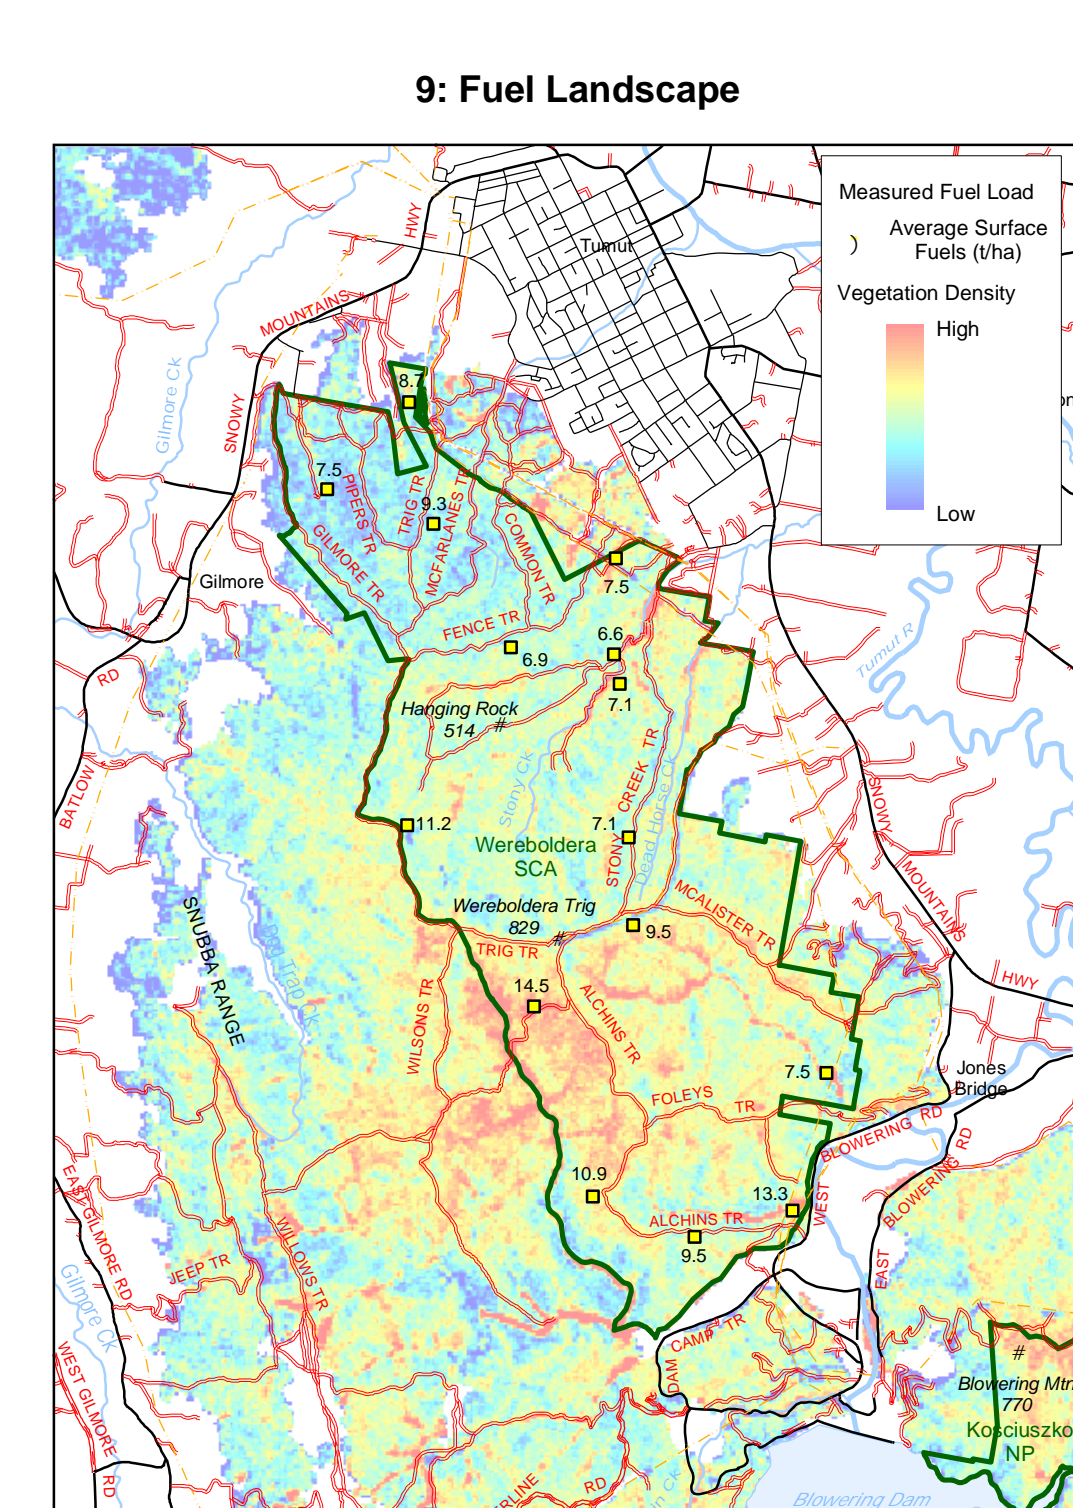 9: Fuel Landscape
Measured Fuel Load
Average Surface
Fuels (t/ha)
Vegetation Density
High
Low
Tumut
HWY
MOUNTAINS
SNOWY
Gilmore Ck
8.7
7.5
9.3
PIPERS TR
TRIG TR
MCFARLANES TR
GILMORE TR
COMMON TR
Gilmore
7.5
FENCE TR
6.9
6.6
7.1
Tumut R
RD
BATLOW
Hanging Rock
514
#
Stony Ck
STONY CREEK TR
Dead Horse Ck
11.2
7.1
Wereboldera
SCA
SNOWY
MOUNTAINS
HWY
Wereboldera Trig
829
#
9.5
MCALISTER TR
TRIG TR
SNUBBA RANGE
Dog Trap Ck
14.5
WILSONS TR
ALCHINS TR
7.5
Jones
Bridge
FOLEYS TR
BLOWERING RD
WEST
BLOWERING RD
EAST
10.9
13.3
ALCHINS TR
9.5
EAST GILMORE RD
JEEP TR
WILLOWS TR
Gilmore Ck
WEST GILMORE
RD
CAMP TR
DAM
#
Blowering Mtn
770
Kosciuszko
NP
RD
Blowering Dam